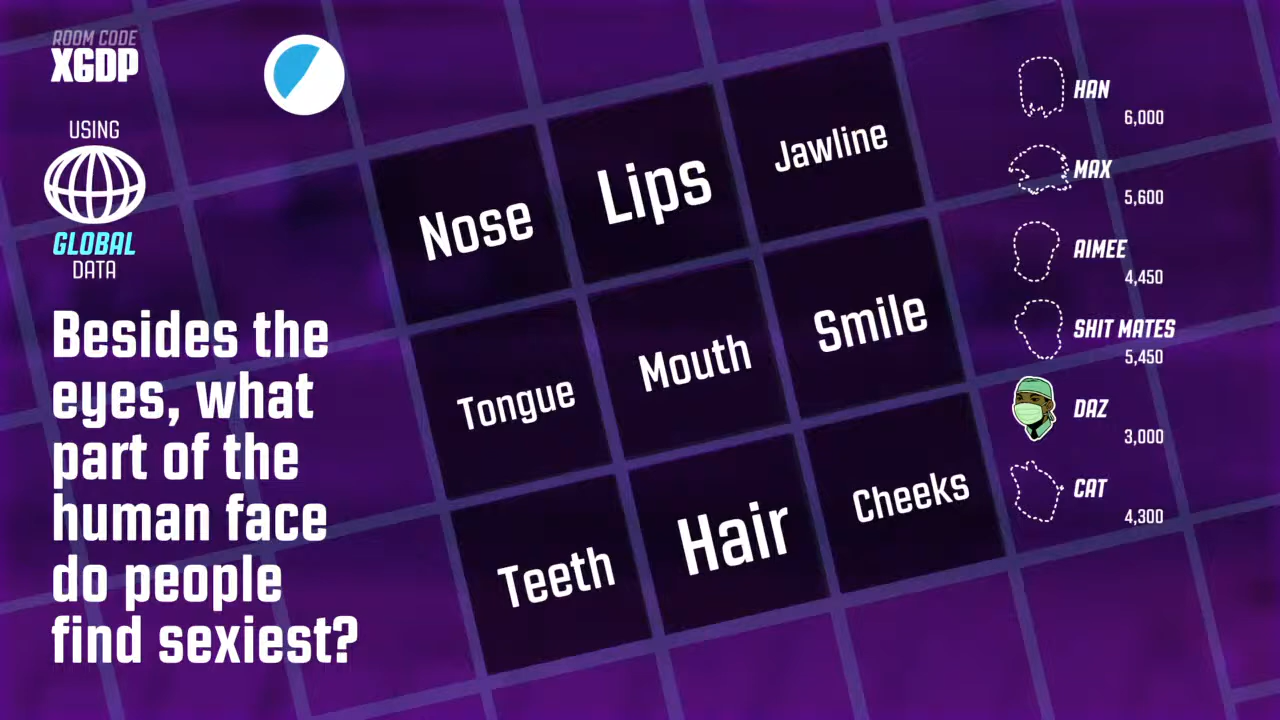 ROOM CODE
X6DP
USING
GLOBAL
DATA
Besides the
eyes, what
part of the
human face
do people
find sexiest?
Nose
Lips
Jawline
Tongue
Mouth
Smile
Teeth
Hair
Cheeks
HAN
6,000
MAX
5,600
AIMEE
4,450
SHIT MATES
5,450
DAZ
3,000
CAT
4,300